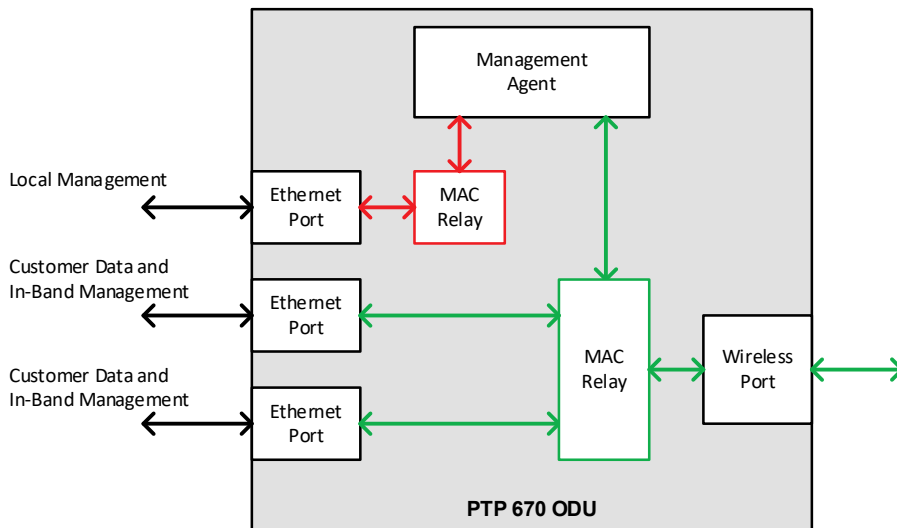 Management
Agent
Local Management
Ethernet
Port
MAC
Relay
Customer Data and
In-Band Management
Ethernet
Port
MAC
Relay
Wireless
Port
Customer Data and
In-Band Management
Ethernet
Port
PTP 670 ODU